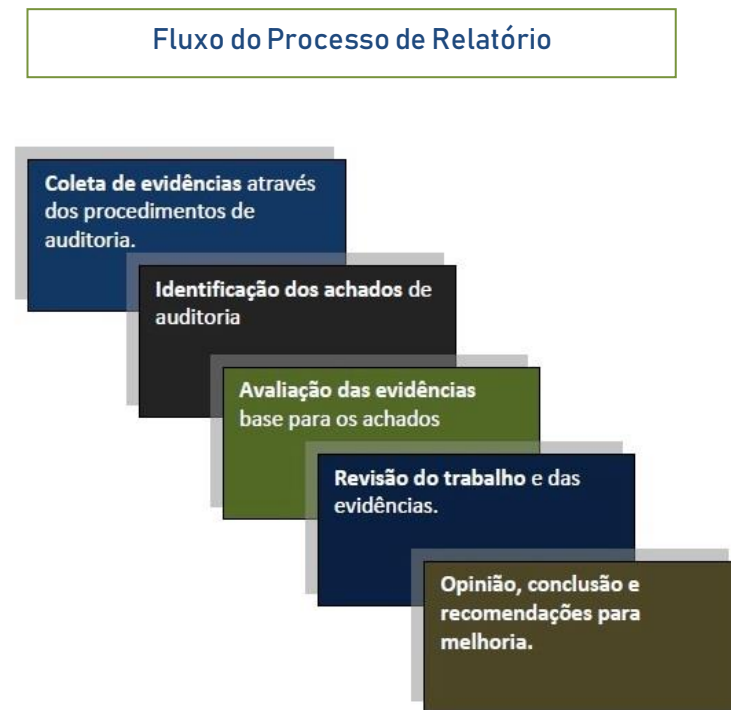 Fluxo do Processo de Relatório
Coleta de evidências através
dos procedimentos de
auditoria.
Identificação dos achados de
auditoria
Avaliação das evidências
base para os achados
Revisão do trabalho e das
evidências.
Opinião, conclusão e
recomendações para
melhoria.